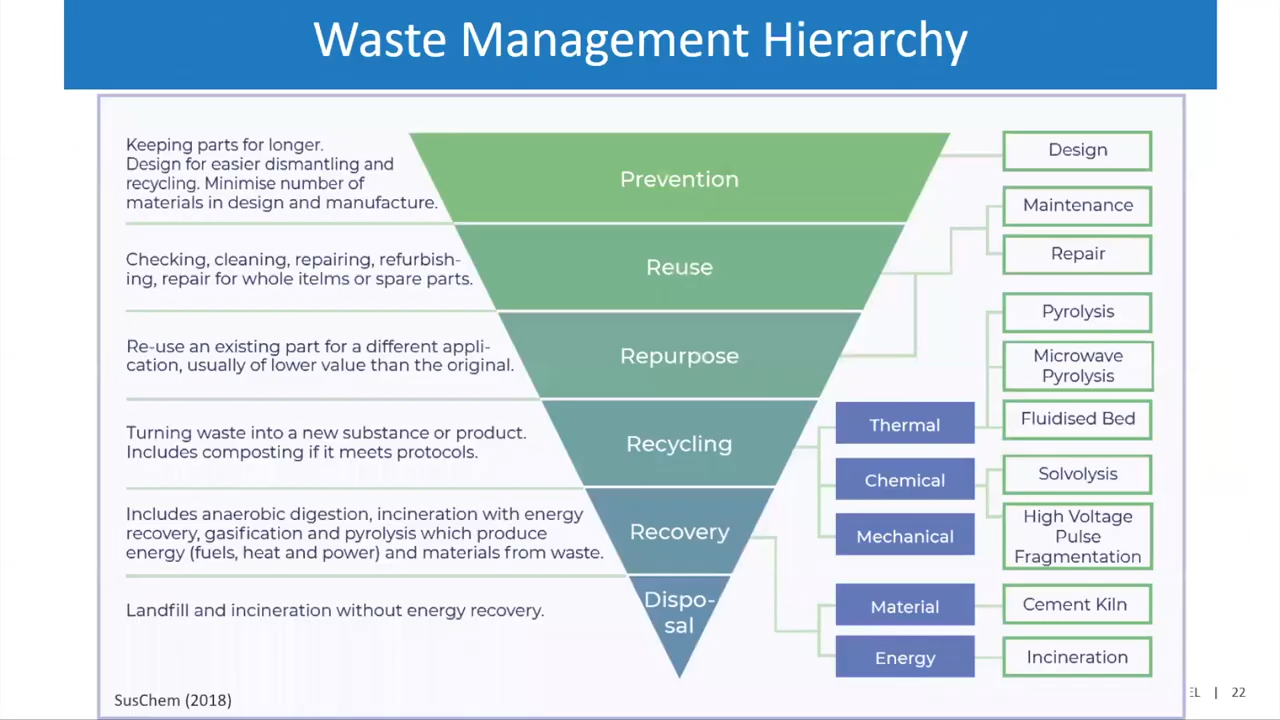 Waste Management Hierarchy
Keeping parts for longer.
Design for easier dismantling and
recycling. Minimise number of
materials in design and manufacture.
Prevention
Design
Checking, cleaning, repairing, refurbish-
ing, repair for whole itelms or spare parts.
Reuse
Maintenance
Repair
Re-use an existing part for a different appli-
cation, usually of lower value than the original.
Repurpose
Turning waste into a new substance or product.
Includes composting if it meets protocols.
Recycling
Thermal
Pyrolysis
Microwave
Pyrolysis
Fluidised Bed
Chemical
Solvolysis
High Voltage
Pulse
Fragmentation
Mechanical
Includes anaerobic digestion, incineration with energy
recovery, gasification and pyrolysis which produce
energy (fuels, heat and power) and materials from waste.
Recovery
Material
Cement Kiln
Energy
Incineration
Landfill and incineration without energy recovery.
Dispo-
sal
SusChem (2018)
EL | 22